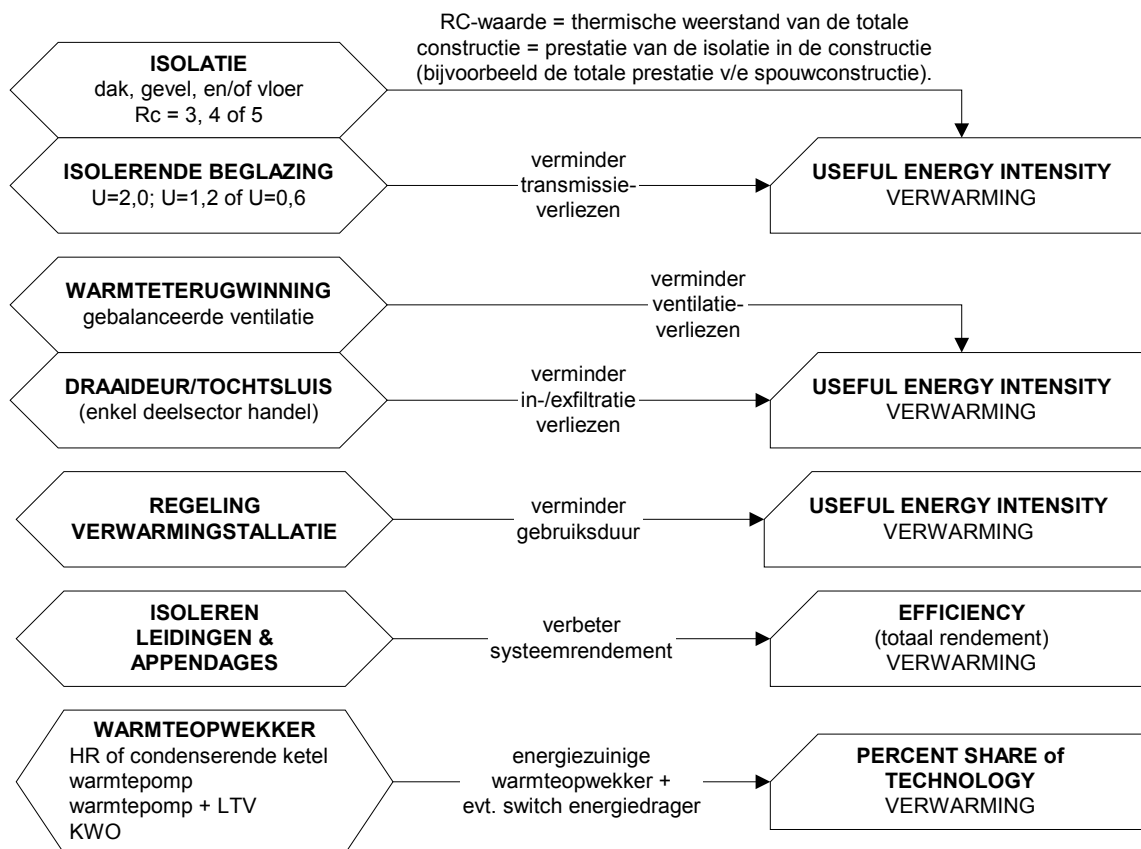 RC-waarde = thermische weerstand van de totale
constructie = prestatie van de isolatie in de constructie
(bijvoorbeeld de totale prestatie v/e spouwconstructie).
ISOLATIE
dak, gevel, en/of vloer
Rc = 3, 4 of 5
ISOLERENDE BEGLAZING
U=2,0; U=1,2 of U=0,6
verminder
transmissie-
verliezen
USEFUL ENERGY INTENSITY
VERWARMING
WARMTETERUGWINNING
gebalanceerde ventilatie
verminder
ventilatie-
verliezen
DRAAIDEUR/TOCHTSLUIS
(enkel deelsector handel)
verminder
in-/exfiltratie
verliezen
USEFUL ENERGY INTENSITY
VERWARMING
REGELING
VERWARMINGSTALLATIE
verminder
gebruiksduur
USEFUL ENERGY INTENSITY
VERWARMING
ISOLEREN
LEIDINGEN &
APPENDAGES
verbeter
systeemrendement
EFFICIENCY
(totaal rendement)
VERWARMING
WARMTEOPWEKKER
HR of condenserende ketel
warmtepomp
warmtepomp + LTV
KWO
energiezuinige
warmteopwekker +
evt. switch energiedrager
PERCENT SHARE of
TECHNOLOGY
VERWARMING